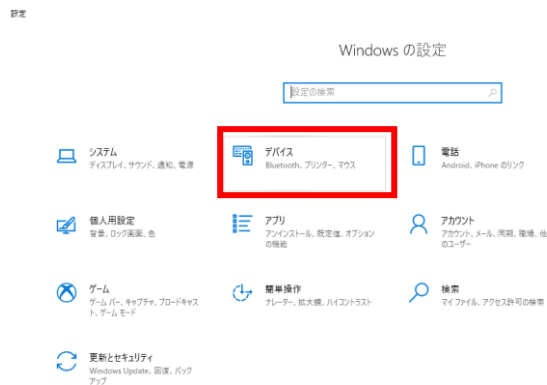 設定
Windows の設定
設定の検索
システム
ディスプレイ、サウンド、通知、電源
デバイス
Bluetooth、プリンター、マウス
電話
Android、iPhone のリンク
個人用設定
背景、ロック画面、色
アプリ
アンインストール、既定値、オプション
の機能
アカウント
アカウント、メール、同期、職場、他
のユーザー
ゲーム
ゲーム バー、キャプチャ、ブロードキャス
ト、ゲーム モード
簡単操作
ナレーター、拡大鏡、ハイコントラスト
検索
マイ ファイル、アクセス許可の検索
更新とセキュリティ
Windows Update、回復、バック
アップ